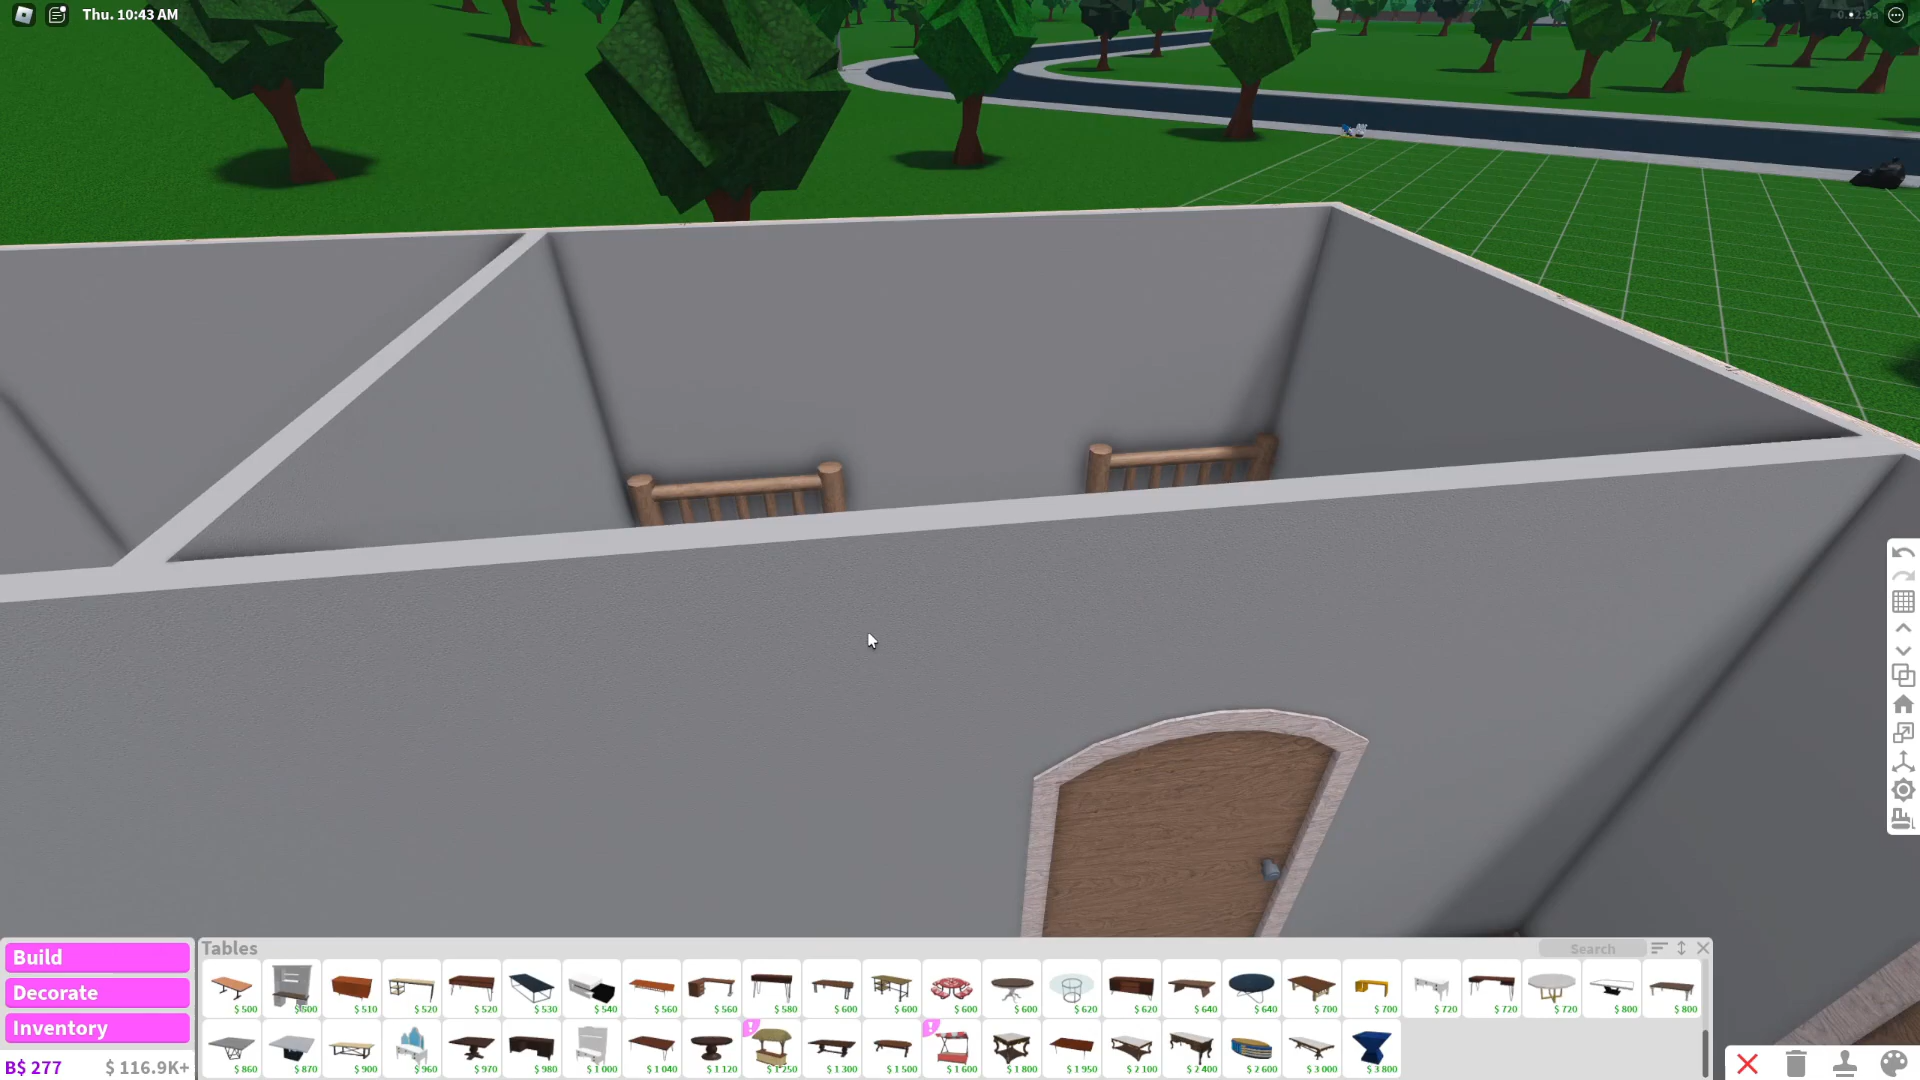 Thu. 10:43 AM
Tables
Search
Build
Decorate
Inventory
B$ 277
$ 116.9K+
$ 500
$ 500
$ 510
$ 520
$ 520
$ 530
$ 540
$ 560
$ 560
$ 580
$ 600
$ 600
$ 600
$ 600
$ 620
$ 620
$ 640
$ 640
$ 700
$ 700
$ 720
$ 720
$ 720
$ 800
$ 800
$ 860
$ 870
$ 900
$ 960
$ 970
$ 980
$ 1 000
$ 1 040
$ 1 120
$ 1 250
$ 1 300
$ 1 500
$ 1 600
$ 1 800
$ 1 950
$ 2 100
$ 2 400
$ 2 600
$ 3 000
$ 3 800